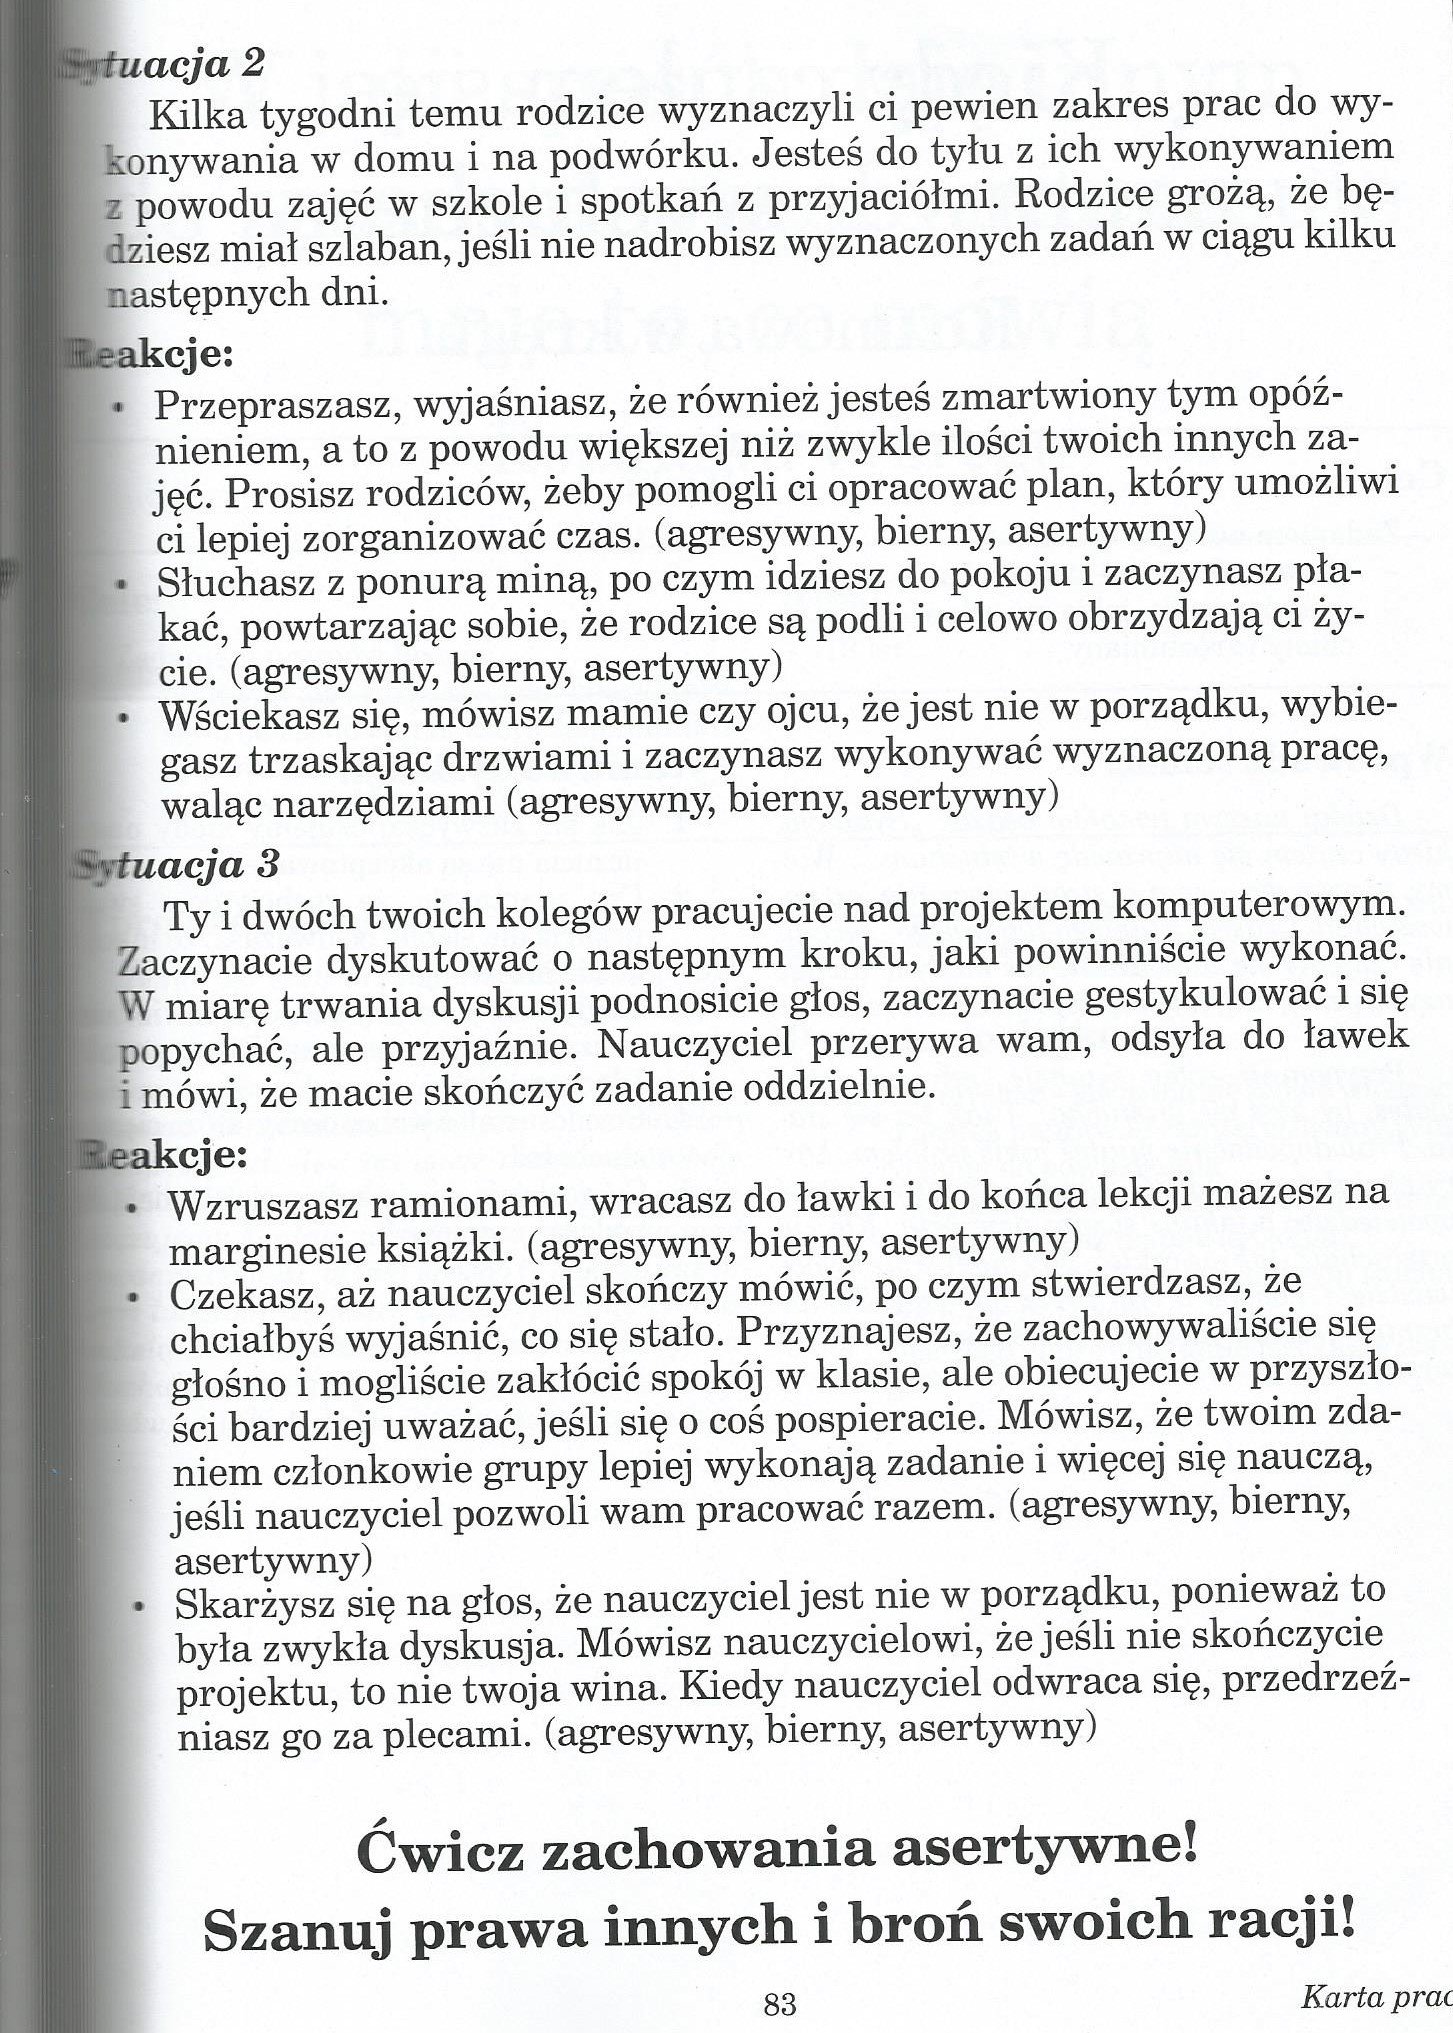 Sytuacja 2
Kilka tygodni temu rodzice wyznaczyli ci pewien zakres prac do wy-
konywania w domu i na podwórku. Jesteś do tyłu z ich wykonywaniem
z powodu zajęć w szkole i spotkań z przyjaciółmi. Rodzice grożą, że bę-
dziesz miał szlaban, jeśli nie nadrobisz wyznaczonych zadań w ciągu kilku
następnych dni.
Reakcje:
• Przepraszasz, wyjaśniasz, że również jesteś zmartwiony tym opóź-
nieniem, a to z powodu większej niż zwykle ilości twoich innych za-
jęć. Prosisz rodziców, żeby pomogli ci opracować plan, który umożliwi
ci lepiej zorganizować czas. (agresywny, bierny, asertywny)
• Słuchasz z ponurą miną, po czym idziesz do pokoju i zaczynasz pła-
kać, powtarzając sobie, że rodzice są podli i celowo obrzydzają ci ży-
cie. (agresywny, bierny, asertywny)
• Wściekasz się, mówisz mamie czy ojcu, że jest nie w porządku, wybie-
gasz trzaskając drzwiami i zaczynasz wykonywać wyznaczoną pracę,
waląc narzędziami (agresywny, bierny, asertywny)
Sytuacja 3
Ty i dwóch twoich kolegów pracujecie nad projektem komputerowym.
Zaczynacie dyskutować o następnym kroku, jaki powinniście wykonać.
W miarę trwania dyskusji podnosicie głos, zaczynacie gestykulować i się
popychać, ale przyjaźnie. Nauczyciel przerywa wam, odsyła do ławek
i mówi, że macie skończyć zadanie oddzielnie.
Reakcje:
• Wzruszasz ramionami, wracasz do ławki i do końca lekcji mażesz na
marginesie książki. (agresywny, bierny, asertywny)
• Czekasz, aż nauczyciel skończy mówić, po czym stwierdzasz, że
chciałbyś wyjaśnić, co się stało. Przyznajesz, że zachowywaliście się
głośno i mogliście zakłócić spokój w klasie, ale obiecujecie w przyszło-
ści bardziej uważać, jeśli się o coś pospieracie. Mówisz, że twoim zda-
niem członkowie grupy lepiej wykonają zadanie i więcej się nauczą,
jeśli nauczyciel pozwoli wam pracować razem. (agresywny, bierny,
asertywny)
• Skarżysz się na głos, że nauczyciel jest nie w porządku, ponieważ to
była zwykła dyskusja. Mówisz nauczycielowi, że jeśli nie skończycie
projektu, to nie twoja wina. Kiedy nauczyciel odwraca się, przedrzeź-
niasz go za plecami. (agresywny, bierny, asertywny)
Ćwicz zachowania asertywne!
Szanuj prawa innych i broń swoich racji!
83
Karta prac